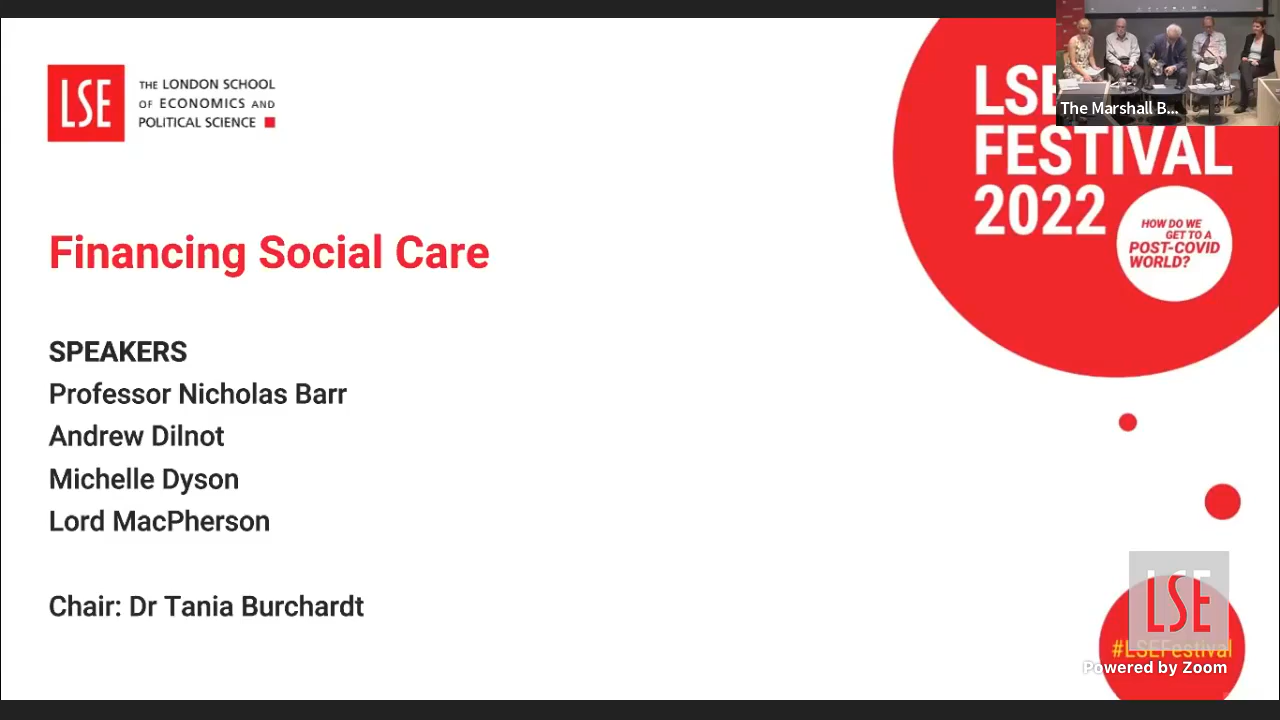 LSE
THE LONDON SCHOOL
OF ECONOMICS AND
POLITICAL SCIENCE
LSE
FESTIVAL
2022
HOW DO WE
GET TO A
POST-COVID
WORLD?
The Marshall B...
Financing Social Care
SPEAKERS
Professor Nicholas Barr
Andrew Dilnot
Michelle Dyson
Lord MacPherson
Chair: Dr Tania Burchardt
LSE
#LSEFestival
Powered by Zoom